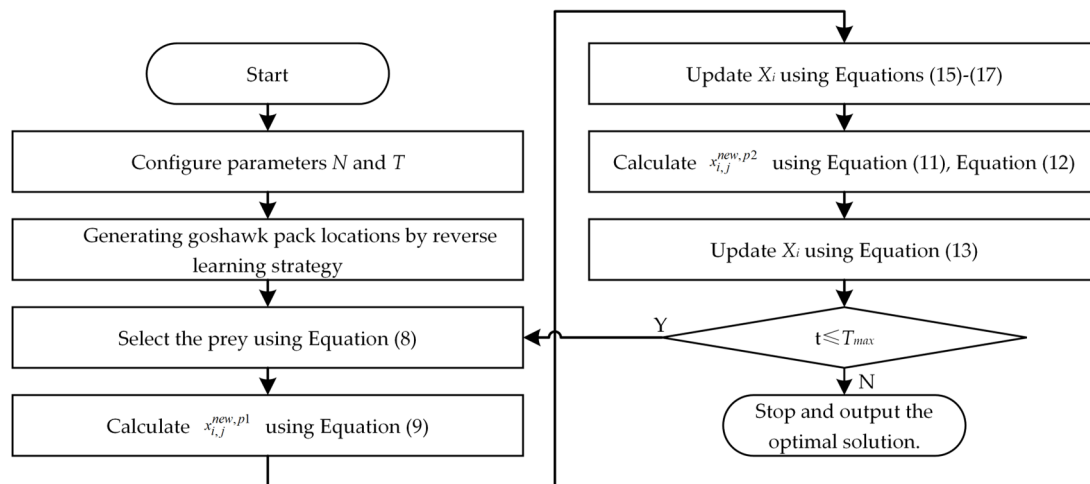 Start
Configure parameters N and T
Generating goshawk pack locations by reverse
learning strategy
Select the prey using Equation (8)
Calculate x_{i,j}^{new,p1} using Equation (9)
Update X_i using Equations (15)-(17)
Calculate x_{i,j}^{new,p2} using Equation (11), Equation (12)
Update X_i using Equation (13)
Y
t≤T_{max}
N
Stop and output the
optimal solution.